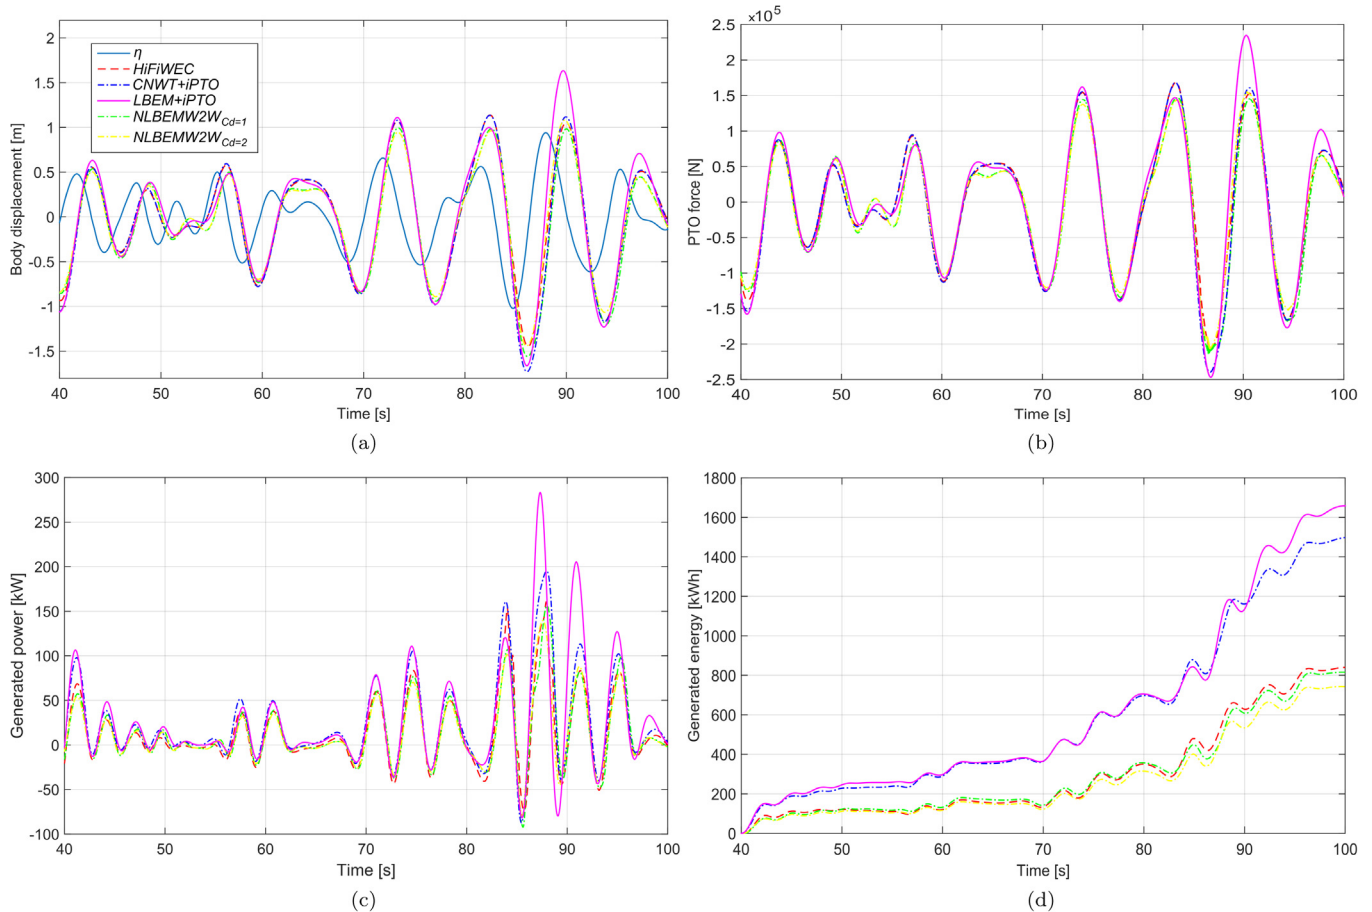 2
1.5
1
0.5
0
-0.5
-1
-1.5
Body displacement [m]
η
HiFiWEC
CNWT+iPTO
LBEM+iPTO
NLBEMW2W_Cd=1
NLBEMW2W_Cd=2
40 50 60 70 80 90 100
Time [s]
(a)
×10^5
2.5
2
1.5
1
0.5
0
-0.5
-1
-1.5
-2
-2.5
PTO force [N]
40 50 60 70 80 90 100
Time [s]
(b)
300
250
200
150
100
50
0
-50
-100
Generated power [kW]
40 50 60 70 80 90 100
Time [s]
(c)
1800
1600
1400
1200
1000
800
600
400
200
0
Generated energy [kWh]
40 50 60 70 80 90 100
Time [s]
(d)